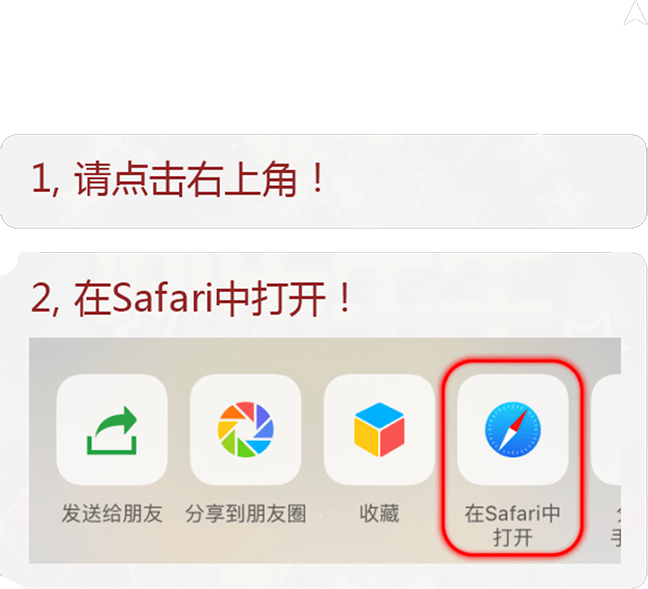 1, 请点击右上角！
2, 在Safari中打开！
发送给朋友 分享到朋友圈 收藏 在Safari中
打开